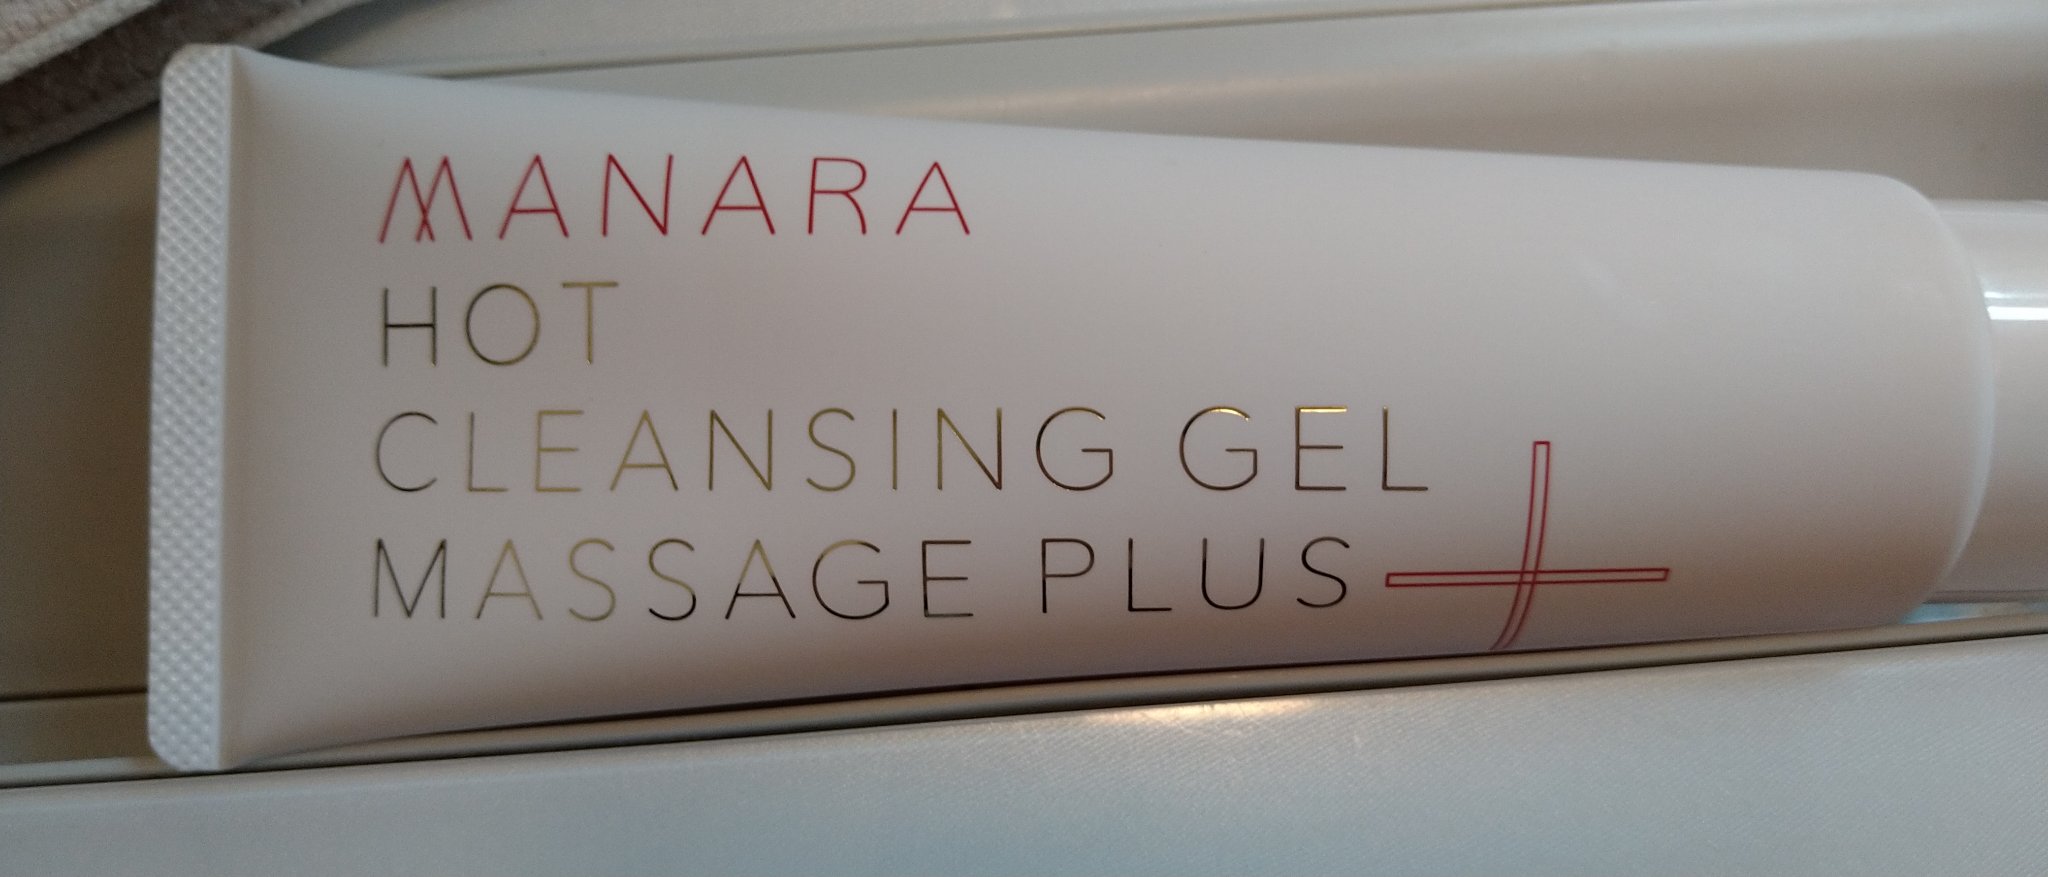 MANARA
HOT
CLEANSING GEL
MASSAGE PLUS